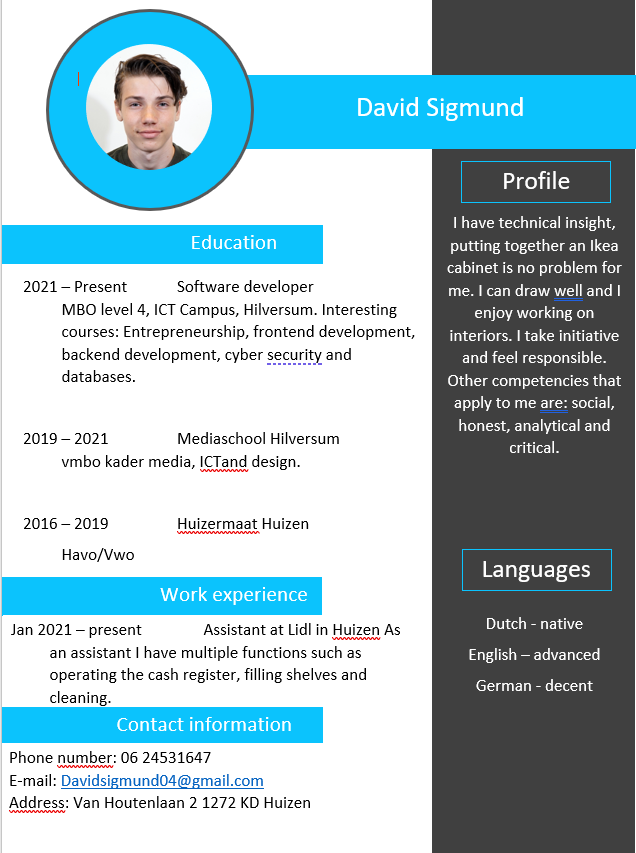 David Sigmund
Education
2021 – Present Software developer
MBO level 4, ICT Campus, Hilversum. Interesting
courses: Entrepreneurship, frontend development,
backend development, cyber security and
databases.
2019 – 2021 Mediaschool Hilversum
vmbo kader media, ICTand design.
2016 – 2019 Huizermaat Huizen
Havo/Vwo
Work experience
Jan 2021 – present Assistant at Lidl in Huizen As
an assistant I have multiple functions such as
operating the cash register, filling shelves and
cleaning.
Contact information
Phone number: 06 24531647
E-mail: Davidsigmund04@gmail.com
Address: Van Houtenlaan 2 1272 KD Huizen
Profile
I have technical insight,
putting together an Ikea
cabinet is no problem for
me. I can draw well and I
enjoy working on
interiors. I take initiative
and feel responsible.
Other competencies that
apply to me are: social,
honest, analytical and
critical.
Languages
Dutch - native
English – advanced
German - decent